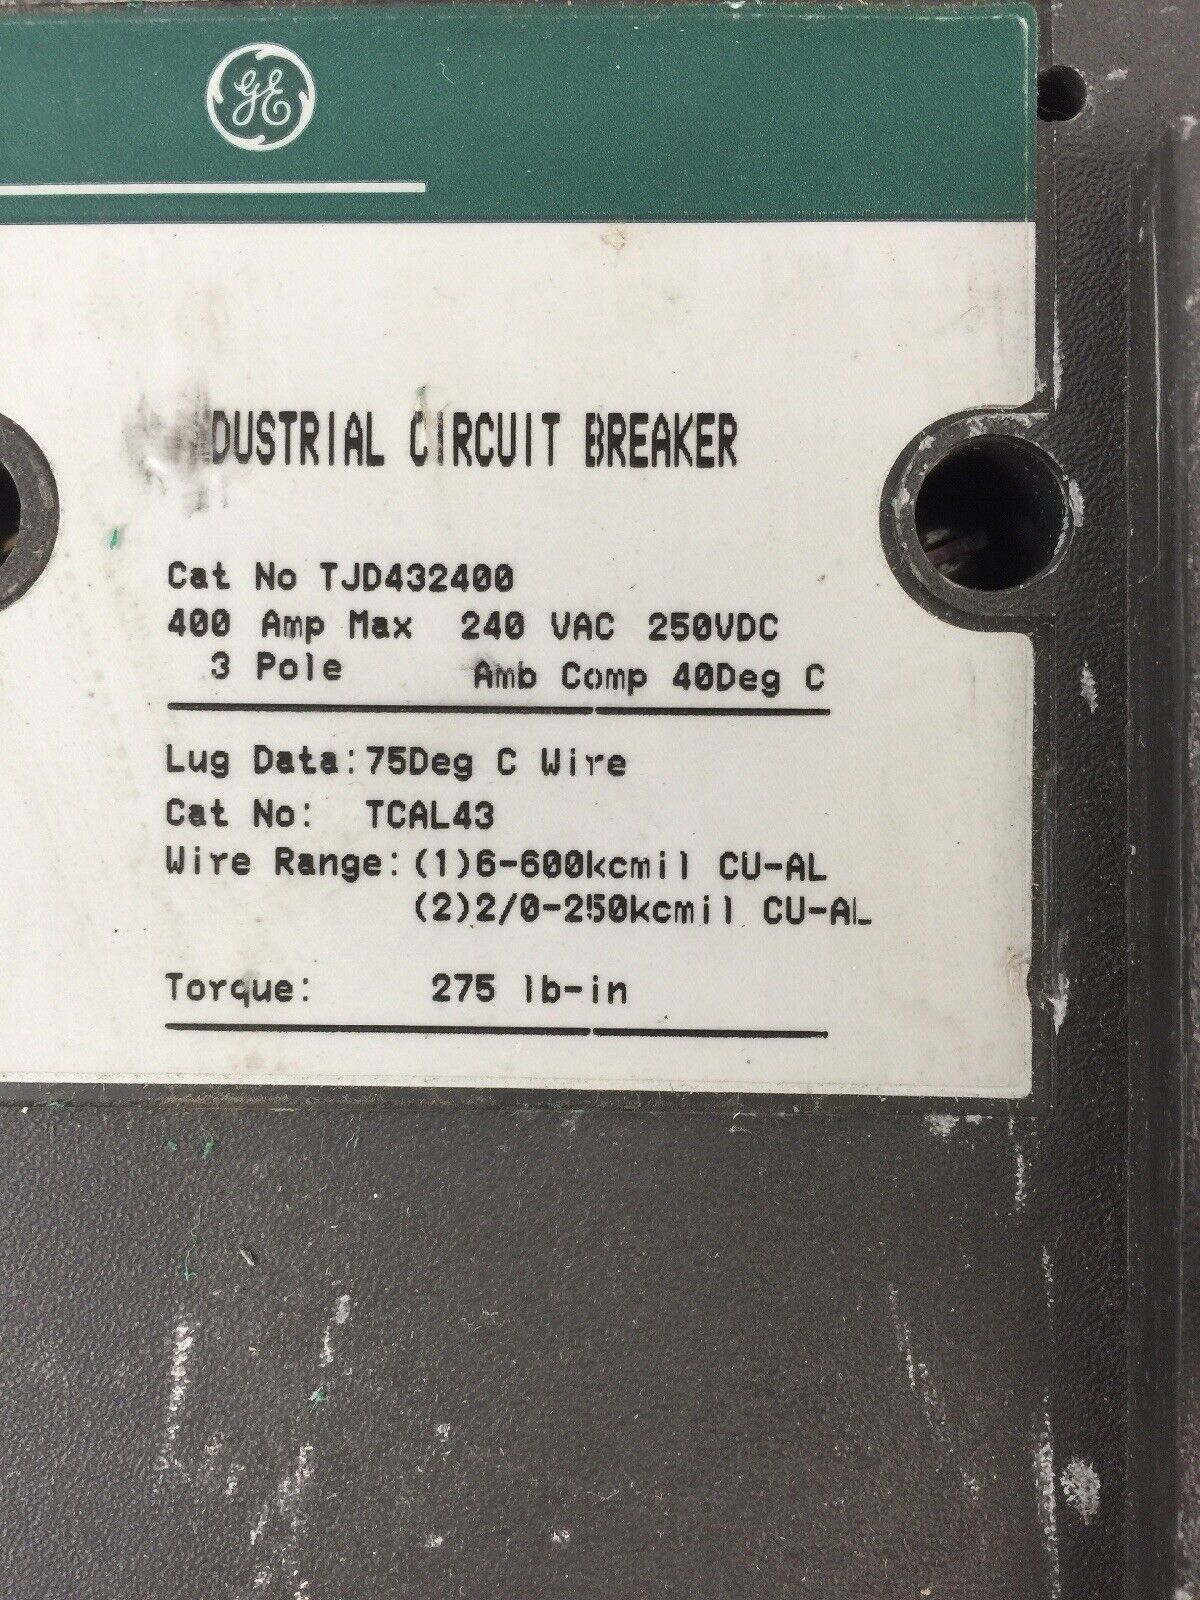 GE
DUSTRIAL CIRCUIT BREAKER
Cat No TJD432400
400 Amp Max 240 VAC 250VDC
3 Pole Amb Comp 40Deg C
Lug Data: 75Deg C Wire
Cat No: TCAL43
Wire Range: (1)6-600kcmil CU-AL
(2)2/0-250kcmil CU-AL
Torque: 275 lb-in